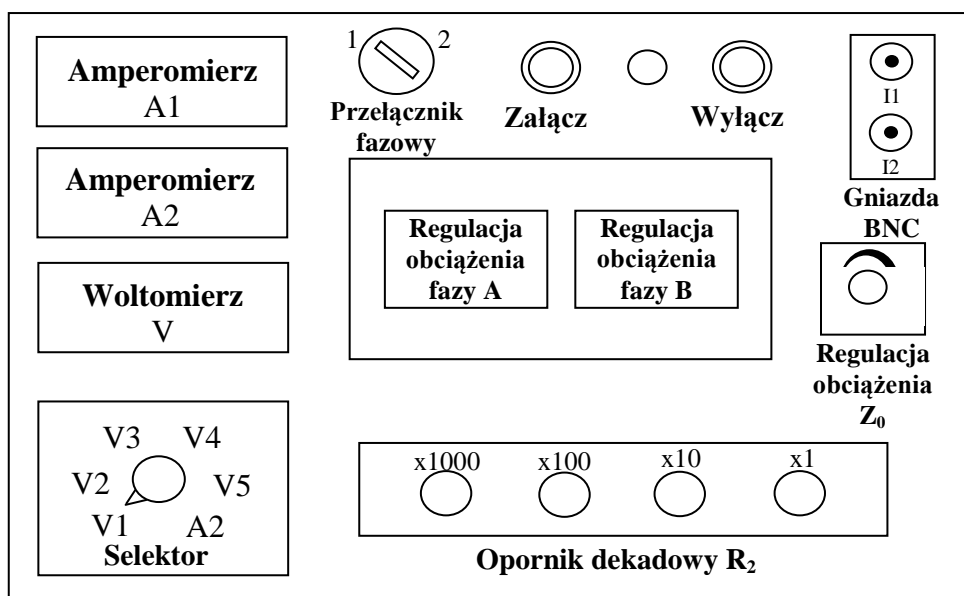 Amperomierz
A1
Amperomierz
A2
Woltomierz
V
V3 V4
V2 V5
V1 A2
Selektor
1 2
Przełącznik
fazowy
Załącz
Wyłącz
I1
I2
Gniazda
BNC
Regulacja
obciążenia
fazy A
Regulacja
obciążenia
fazy B
Regulacja
obciążenia
Z₀
x1000 x100 x10 x1
Opornik dekadowy R₂